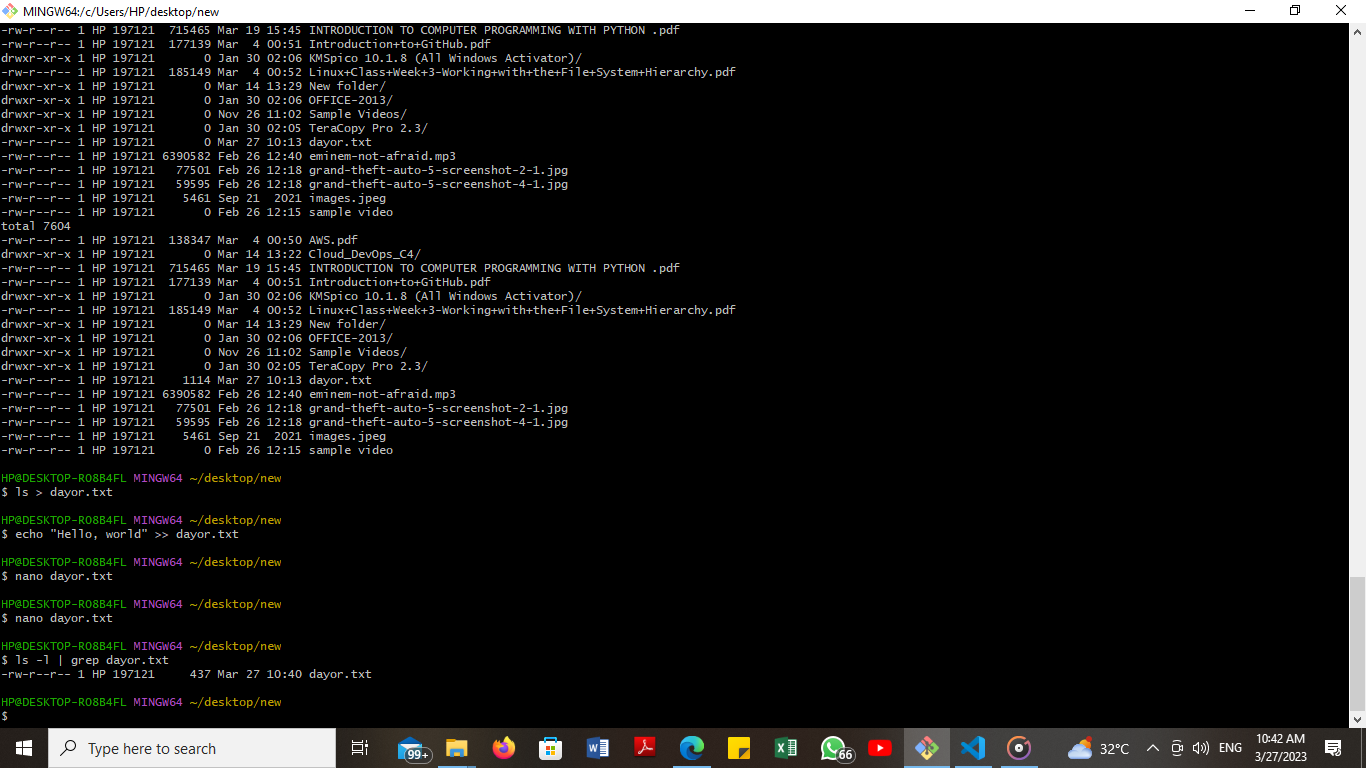 MINGW64:/c/Users/HP/desktop/new
-rw-r--r-- 1 HP 197121  715465 Mar 19 15:45 INTRODUCTION TO COMPUTER PROGRAMMING WITH PYTHON .pdf
-rw-r--r-- 1 HP 197121  177139 Mar  4 00:51 Introduction+to+GitHub.pdf
drwxr-xr-x 1 HP 197121       0 Jan 30 02:06 KMSpico 10.1.8 (All Windows Activator)/
-rw-r--r-- 1 HP 197121  185149 Mar  4 00:52 Linux+Class+Week+3-Working+with+the+File+System+Hierarchy.pdf
drwxr-xr-x 1 HP 197121       0 Mar 14 13:29 New folder/
drwxr-xr-x 1 HP 197121       0 Jan 30 02:06 OFFICE-2013/
drwxr-xr-x 1 HP 197121       0 Nov 26 11:02 Sample Videos/
drwxr-xr-x 1 HP 197121       0 Jan 30 02:05 TeraCopy Pro 2.3/
-rw-r--r-- 1 HP 197121       0 Mar 27 10:13 dayor.txt
-rw-r--r-- 1 HP 197121 6390582 Feb 26 12:40 eminem-not-afraid.mp3
-rw-r--r-- 1 HP 197121   77501 Feb 26 12:18 grand-theft-auto-5-screenshot-2-1.jpg
-rw-r--r-- 1 HP 197121   59595 Feb 26 12:18 grand-theft-auto-5-screenshot-4-1.jpg
-rw-r--r-- 1 HP 197121    5461 Sep 21  2021 images.jpeg
-rw-r--r-- 1 HP 197121       0 Feb 26 12:15 sample video
total 7604
-rw-r--r-- 1 HP 197121  138347 Mar  4 00:50 AWS.pdf
drwxr-xr-x 1 HP 197121       0 Mar 14 13:22 Cloud_DevOps_C4/
-rw-r--r-- 1 HP 197121  715465 Mar 19 15:45 INTRODUCTION TO COMPUTER PROGRAMMING WITH PYTHON .pdf
-rw-r--r-- 1 HP 197121  177139 Mar  4 00:51 Introduction+to+GitHub.pdf
drwxr-xr-x 1 HP 197121       0 Jan 30 02:06 KMSpico 10.1.8 (All Windows Activator)/
-rw-r--r-- 1 HP 197121  185149 Mar  4 00:52 Linux+Class+Week+3-Working+with+the+File+System+Hierarchy.pdf
drwxr-xr-x 1 HP 197121       0 Mar 14 13:29 New folder/
drwxr-xr-x 1 HP 197121       0 Jan 30 02:06 OFFICE-2013/
drwxr-xr-x 1 HP 197121       0 Nov 26 11:02 Sample Videos/
drwxr-xr-x 1 HP 197121       0 Jan 30 02:05 TeraCopy Pro 2.3/
-rw-r--r-- 1 HP 197121    1114 Mar 27 10:13 dayor.txt
-rw-r--r-- 1 HP 197121 6390582 Feb 26 12:40 eminem-not-afraid.mp3
-rw-r--r-- 1 HP 197121   77501 Feb 26 12:18 grand-theft-auto-5-screenshot-2-1.jpg
-rw-r--r-- 1 HP 197121   59595 Feb 26 12:18 grand-theft-auto-5-screenshot-4-1.jpg
-rw-r--r-- 1 HP 197121    5461 Sep 21  2021 images.jpeg
-rw-r--r-- 1 HP 197121       0 Feb 26 12:15 sample video
HP@DESKTOP-RO8B4FL MINGW64 ~/desktop/new
$ ls > dayor.txt
HP@DESKTOP-RO8B4FL MINGW64 ~/desktop/new
$ echo "Hello, world" >> dayor.txt
HP@DESKTOP-RO8B4FL MINGW64 ~/desktop/new
$ nano dayor.txt
HP@DESKTOP-RO8B4FL MINGW64 ~/desktop/new
$ nano dayor.txt
HP@DESKTOP-RO8B4FL MINGW64 ~/desktop/new
$ ls -l | grep dayor.txt
-rw-r--r-- 1 HP 197121     437 Mar 27 10:40 dayor.txt
HP@DESKTOP-RO8B4FL MINGW64 ~/desktop/new
$
Type here to search
99+
66
32°C
ENG
10:42 AM
3/27/2023